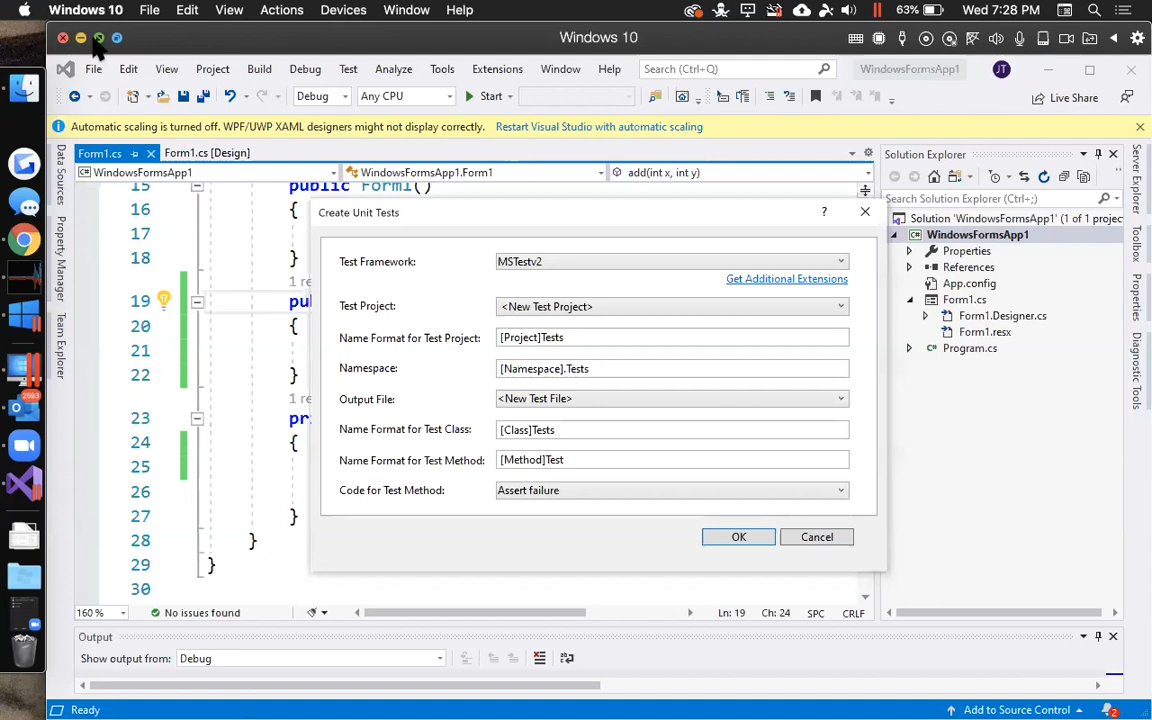 Windows 10 File Edit View Actions Devices Window Help 63% Wed 7:28 PM
Windows 10
File Edit View Project Build Debug Test Analyze Tools Extensions Window Help Search (Ctrl+Q) WindowsFormsApp1 JT
Debug Any CPU Start Live Share
Automatic scaling is turned off. WPF/UWP XAML designers might not display correctly. Restart Visual Studio with automatic scaling
Form1.cs Form1.cs [Design]
WindowsFormsApp1 WindowsFormsApp1.Form1 add(int x, int y)
Data Sources
Property Manager
Team Explorer
15 public Form1()
16 {
17
18 }
1 re
19 pu
20 {
21
22 }
1 re
23 pri
24 {
25
26
27 }
28 }
29 }
30
Create Unit Tests ?
Test Framework: MSTestv2
Get Additional Extensions
Test Project: <New Test Project>
Name Format for Test Project: [Project]Tests
Namespace: [Namespace].Tests
Output File: <New Test File>
Name Format for Test Class: [Class]Tests
Name Format for Test Method: [Method]Test
Code for Test Method: Assert failure
OK Cancel
Solution Explorer
Search Solution Explorer (Ctrl+;)
Solution 'WindowsFormsApp1' (1 of 1 projec
C# WindowsFormsApp1
Properties
References
App.config
Form1.cs
Form1.Designer.cs
Form1.resx
C# Program.cs
Server Explorer
Toolbox
Properties
Diagnostic Tools
160 % No issues found Ln: 19 Ch: 24 SPC CRLF
Output
Show output from: Debug
Ready Add to Source Control 2
2593